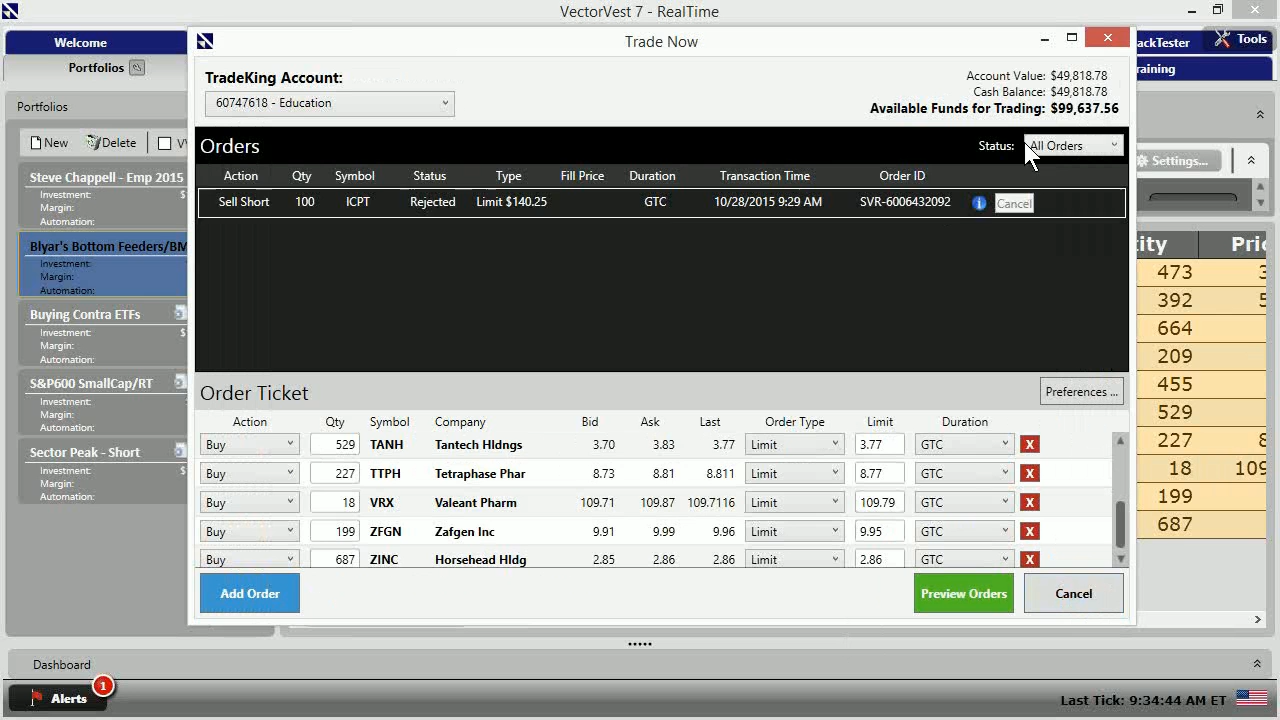 VectorVest 7 - RealTime
Trade Now
Welcome
ackTester
Tools
Portfolios
raining
TradeKing Account:
60747618 - Education
Account Value: $49,818.78
Cash Balance: $49,818.78
Available Funds for Trading: $99,637.56
Portfolios
New
Delete
Orders
Status:
All Orders
Settings...
Action Qty Symbol Status Type Fill Price Duration Transaction Time Order ID
Sell Short 100 ICPT Rejected Limit $140.25 GTC 10/28/2015 9:29 AM SVR-6006432092 Cancel
Steve Chappell - Emp 2015
Investment: $
Margin:
Automation:
Blyar's Bottom Feeders/BM
Investment:
Margin:
Automation:
Buying Contra ETFs
Investment: $
Margin:
Automation:
S&P600 SmallCap/RT
Investment: $
Margin:
Automation:
Sector Peak - Short
Investment: $
Margin:
Automation:
ity Pric
473 3
392 5
664
209
455
529
227 8
18 109
199
687
Order Ticket
Preferences ...
Action Qty Symbol Company Bid Ask Last Order Type Limit Duration
Buy 529 TANH Tantech Hldngs 3.70 3.83 3.77 Limit 3.77 GTC X
Buy 227 TTPH Tetraphase Phar 8.73 8.81 8.811 Limit 8.77 GTC X
Buy 18 VRX Valeant Pharm 109.71 109.87 109.7116 Limit 109.79 GTC X
Buy 199 ZFGN Zafgen Inc 9.91 9.99 9.96 Limit 9.95 GTC X
Buy 687 ZINC Horsehead Hldg 2.85 2.86 2.86 Limit 2.86 GTC X
Add Order
Preview Orders
Cancel
Dashboard
Alerts
1
Last Tick: 9:34:44 AM ET